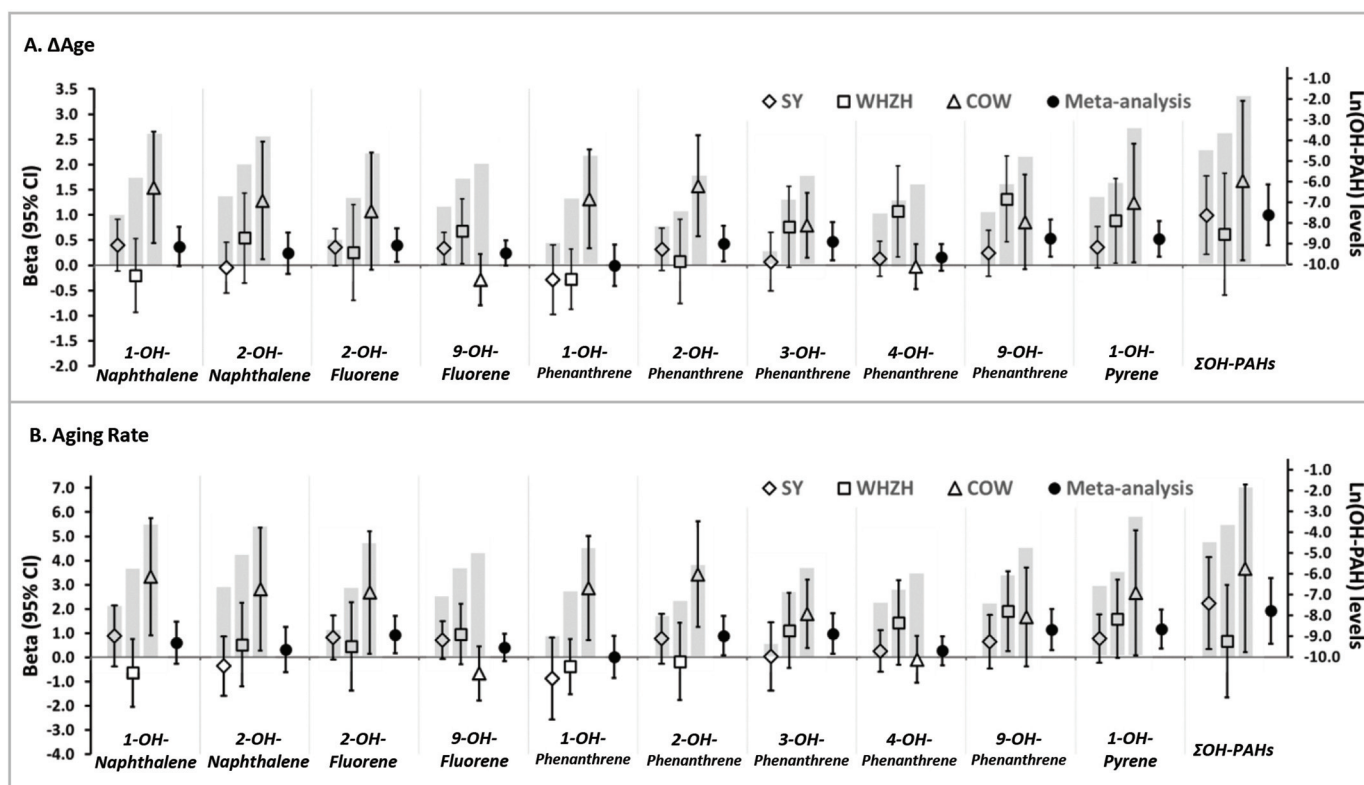 A. ΔAge
SY WHZH COW Meta-analysis
Beta (95% CI)
3.5
3.0
2.5
2.0
1.5
1.0
0.5
0.0
-0.5
-1.0
-1.5
-2.0
-1.0
-2.0
-3.0
-4.0
-5.0
-6.0
-7.0
-8.0
-9.0
-10.0
Ln(OH-PAH) levels
1-OH-
Naphthalene
2-OH-
Naphthalene
2-OH-
Fluorene
9-OH-
Fluorene
1-OH-
Phenanthrene
2-OH-
Phenanthrene
3-OH-
Phenanthrene
4-OH-
Phenanthrene
9-OH-
Phenanthrene
1-OH-
Pyrene
ΣOH-PAHs
B. Aging Rate
SY WHZH COW Meta-analysis
Beta (95% CI)
7.0
6.0
5.0
4.0
3.0
2.0
1.0
0.0
-1.0
-2.0
-3.0
-4.0
-1.0
-2.0
-3.0
-4.0
-5.0
-6.0
-7.0
-8.0
-9.0
-10.0
Ln(OH-PAH) levels
1-OH-
Naphthalene
2-OH-
Naphthalene
2-OH-
Fluorene
9-OH-
Fluorene
1-OH-
Phenanthrene
2-OH-
Phenanthrene
3-OH-
Phenanthrene
4-OH-
Phenanthrene
9-OH-
Phenanthrene
1-OH-
Pyrene
ΣOH-PAHs